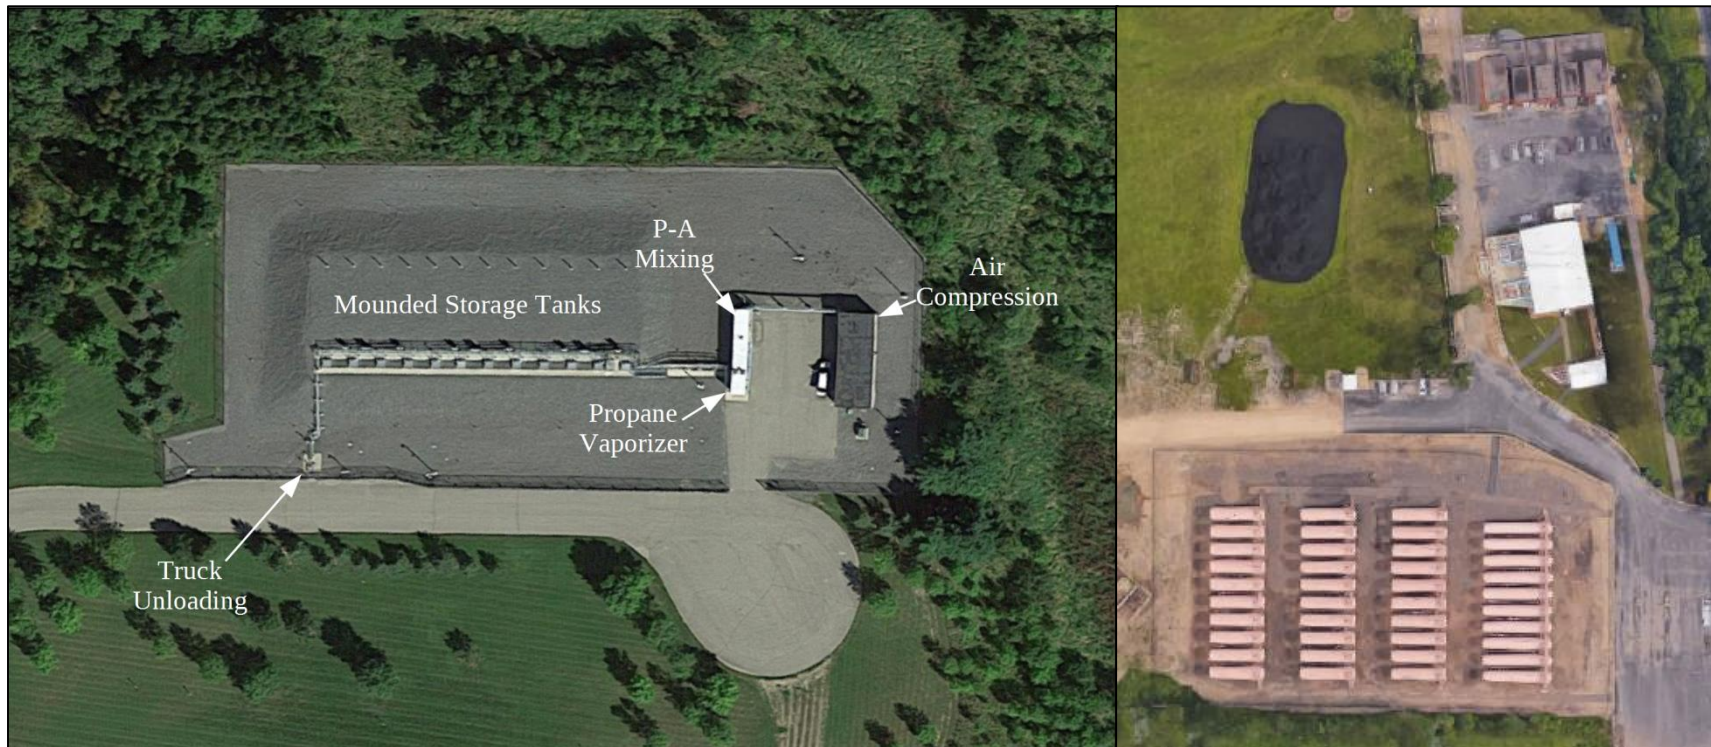 P-A
Mixing
Air
Compression
Mounded Storage Tanks
Propane
Vaporizer
Truck
Unloading